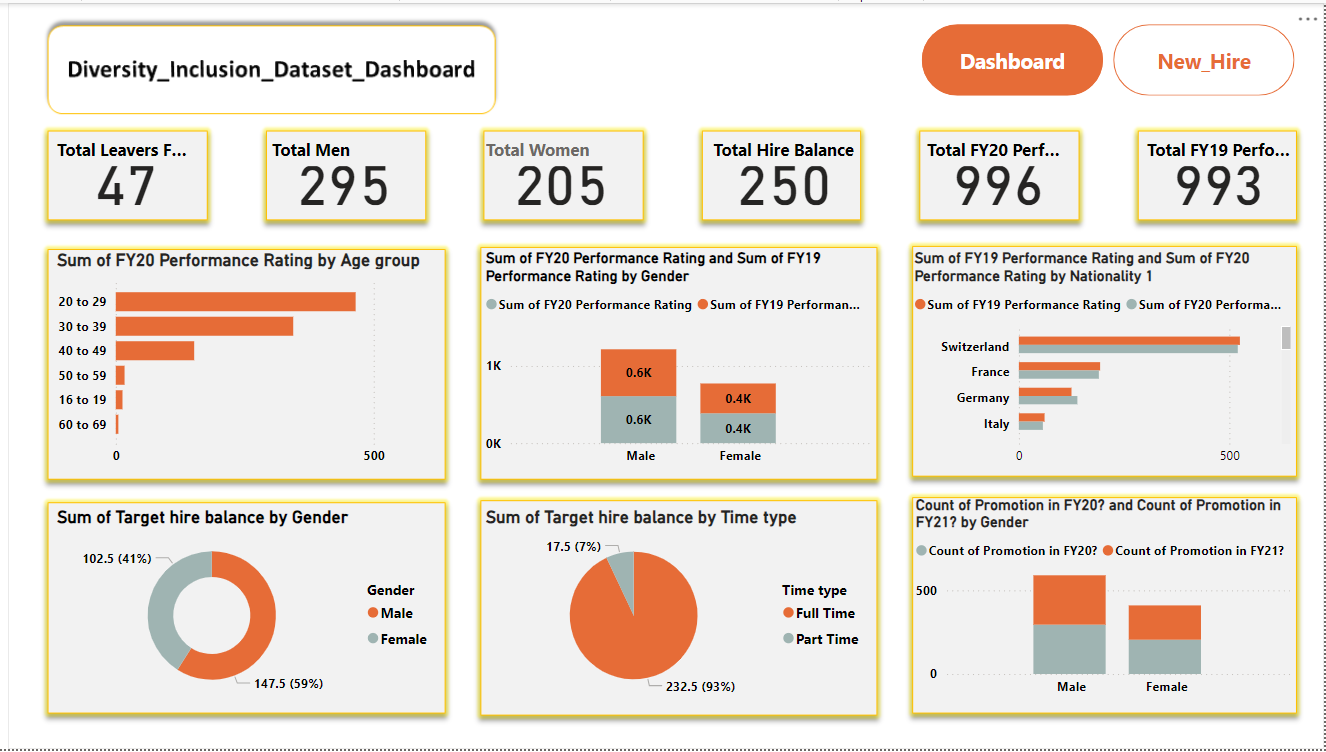 Diversity_Inclusion_Dataset_Dashboard
Dashboard
New_Hire
Total Leavers F...
47
Total Men
295
Total Women
205
Total Hire Balance
250
Total FY20 Perf...
996
Total FY19 Perfo...
993
Sum of FY20 Performance Rating by Age group
20 to 29
30 to 39
40 to 49
50 to 59
16 to 19
60 to 69
0
500
Sum of FY20 Performance Rating and Sum of FY19
Performance Rating by Gender
Sum of FY20 Performance Rating
Sum of FY19 Performan...
1K
0K
0.6K
0.6K
0.4K
0.4K
Male
Female
Sum of FY19 Performance Rating and Sum of FY20
Performance Rating by Nationality 1
Sum of FY19 Performance Rating
Sum of FY20 Performa...
Switzerland
France
Germany
Italy
0
500
Sum of Target hire balance by Gender
102.5 (41%)
147.5 (59%)
Gender
Male
Female
Sum of Target hire balance by Time type
17.5 (7%)
232.5 (93%)
Time type
Full Time
Part Time
Count of Promotion in FY20? and Count of Promotion in
FY21? by Gender
Count of Promotion in FY20?
Count of Promotion in FY21?
500
0
Male
Female